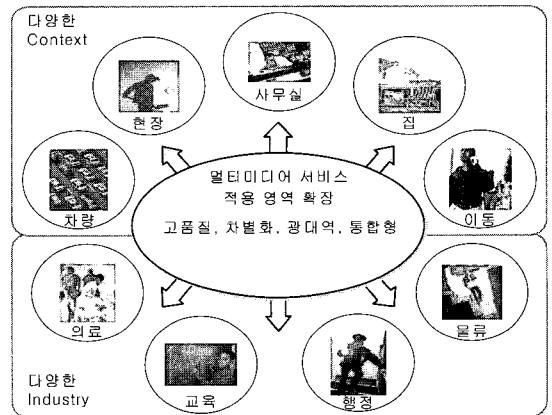 다양한
Context
사무실
현장
집
차량
이동
멀티미디어 서비스
적용 영역 확장
고품질, 차별화, 광대역, 통합형
의료
물류
교육
행정
다양한
Industry